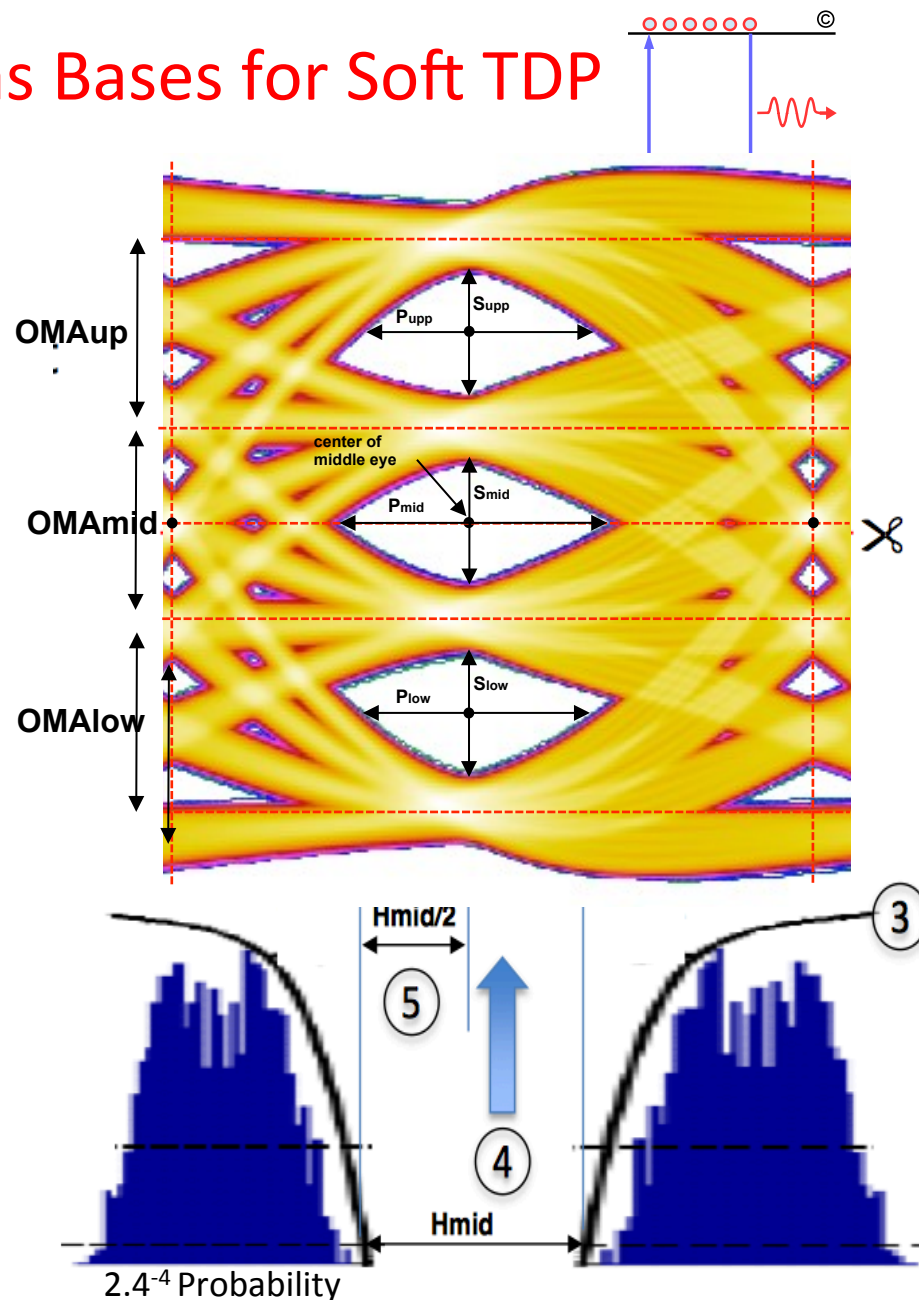 ©
s Bases for Soft TDP
OMAup
Pupp
Supp
center of
middle eye
OMAmid
Pmid
Smid
OMAlow
Plow
Slow
Hmid/2
3
5
4
Hmid
2.4⁻⁴ Probability